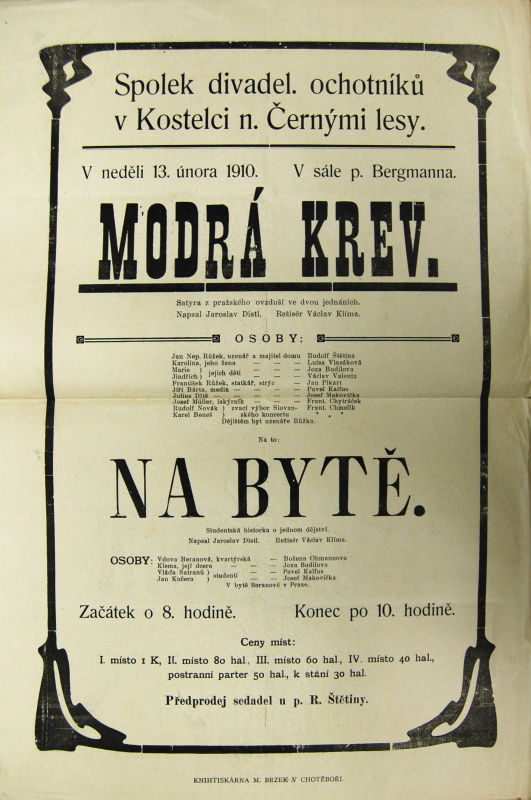 Spolek divadel. ochotníků
v Kostelci n. Černými lesy.
V neděli 13. února 1910. V sále p. Bergmanna.
MODRÁ KREV.
Satyra z pražského ovzduší ve dvou jednáních.
Napsal Jaroslav Distl. Režisér Václav Klíma.
OSOBY:
Jan Nep. Růžek, uzenář a majitel domu Rudolf Štětina
Karolina, jeho žena — — — Luisa Vlasáková
Marie ) jejich děti — — — Joza Budilova
Jindřich) — — — Václav Valenta
František Růžek, statkář, strýc — Jan Pikart
Jiří Bárta, medik — — — — Pavel Kalfus
Julius Dítě — — — — — Josef Makovička
Josef Müller, lakýrník — — — Frant. Chytráček
Rudolf Novák ) zvací výbor Slovan- Frant. Chmelík
Karel Beneš ) ského koncertu „ „
Dějištěm byt uzenáře Růžka.
Na to:
NA BYTĚ.
Studentská historka o jednom dějství.
Napsal Jaroslav Distl. Režisér Václav Klíma.
OSOBY: Vdova Beranová, kvartýrská — Božena Ohmannova
Klema, její dcera — — — Joza Budilova
Vláďa Satranů ) studenti — — Pavel Kalfus
Jan Kučera ) — — Josef Makovička
V bytě Beranové v Praze.
Začátek o 8. hodině. Konec po 10. hodině.
Ceny míst:
I. místo 1 K, II. místo 80 hal., III. místo 60 hal., IV. místo 40 hal.,
postranní parter 50 hal., k stání 30 hal.
Předprodej sedadel u p. R. Štětiny.
KNIHTISKÁRNA M. BRZEK V CHOTĚBOŘI.